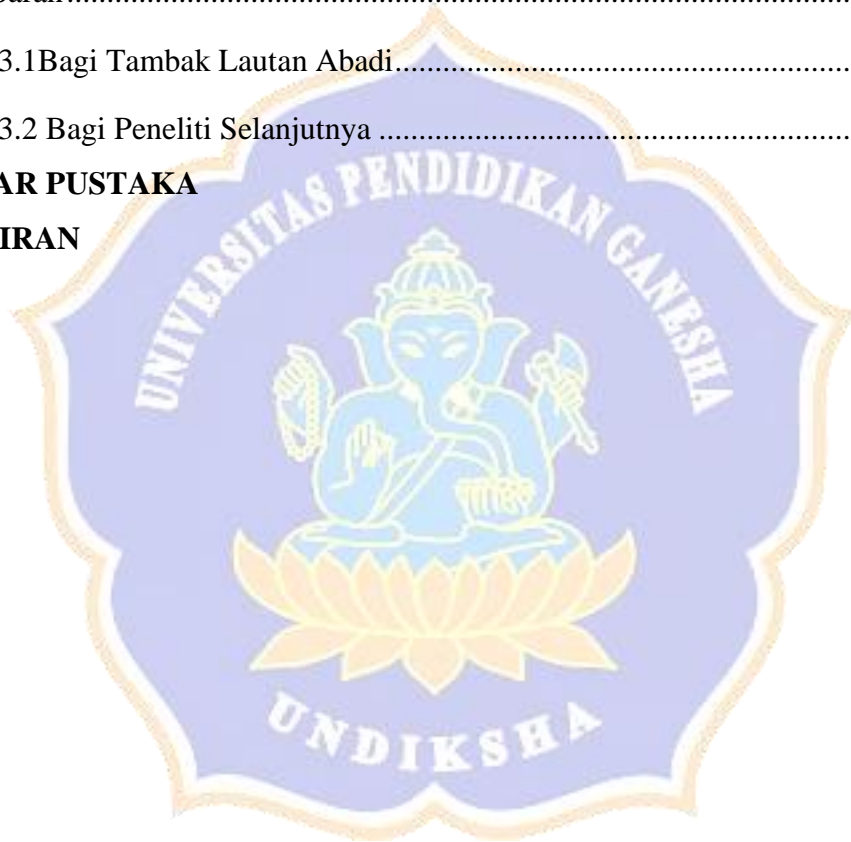 3.1Bagi Tambak Lautan Abadi..................................................................
3.2 Bagi Peneliti Selanjutnya ..................................................................
AR PUSTAKA
IRAN
UNIVERSITAS PENDIDIKAN GANESHA
UNDIKSHA